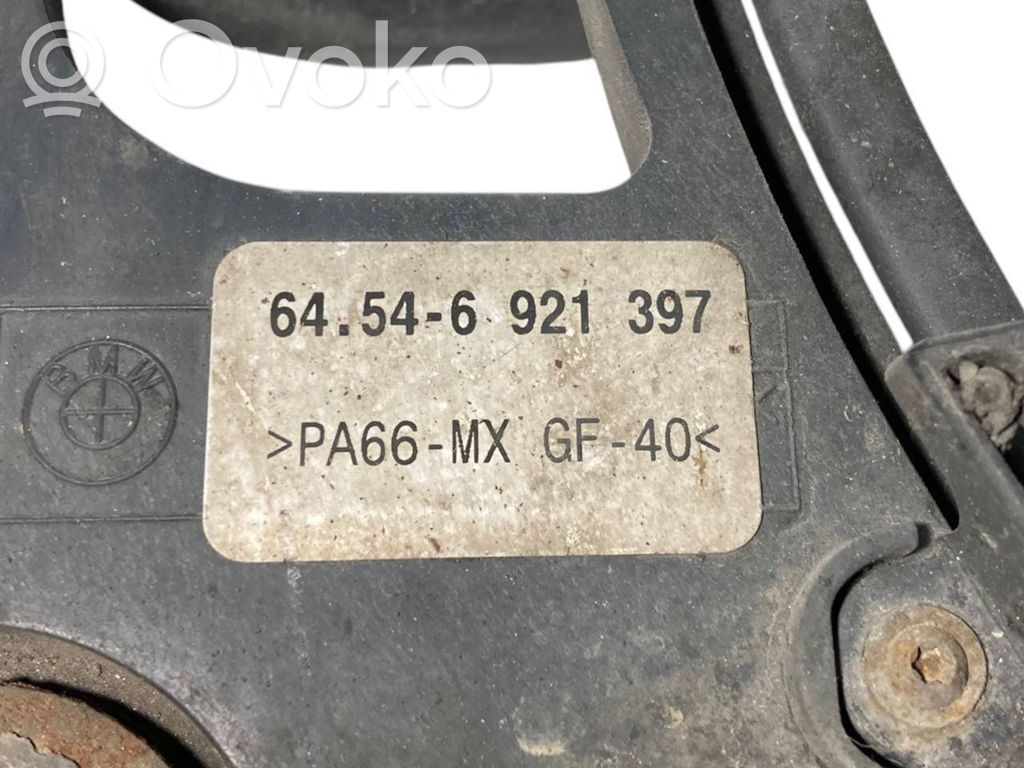 Ovoko
64.54-6 921 397
BMW
>PA66-MX GF-40<